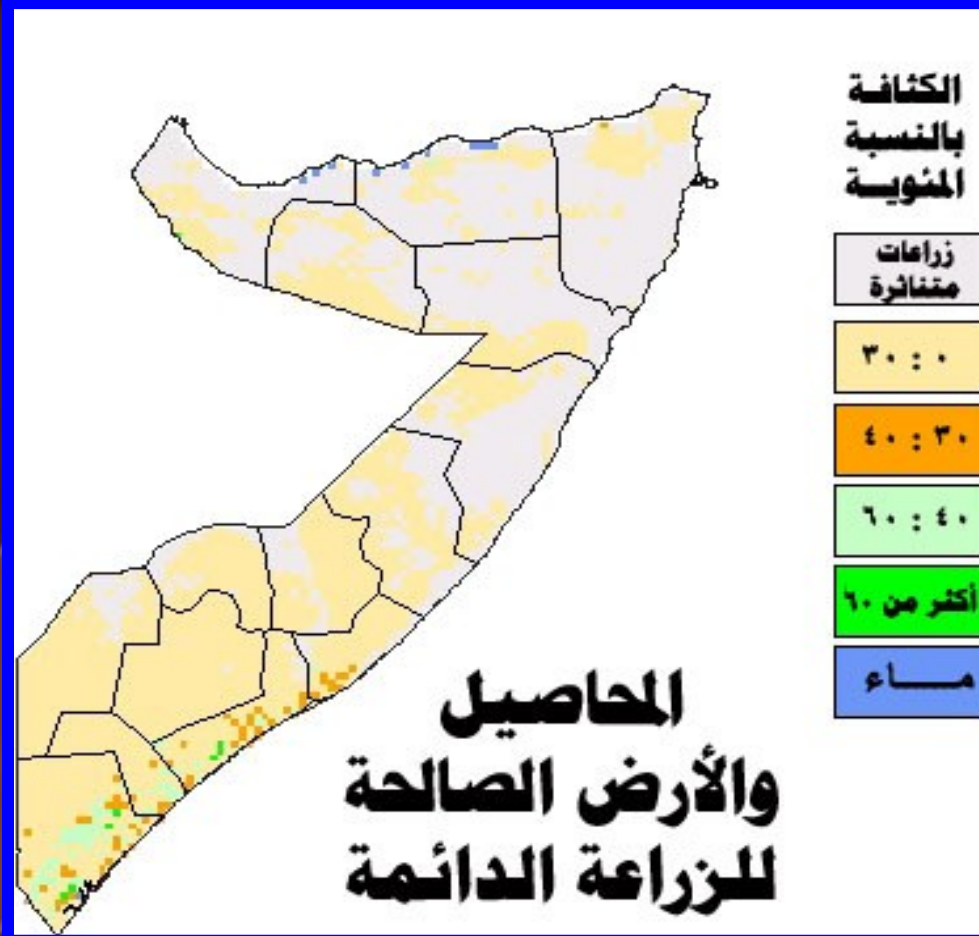 الكثافة
بالنسبة
المئوية
زراعات
متناثرة
٠ : ٣٠
٣٠ : ٤٠
٤٠ : ٦٠
أكثر من ٦٠
مـــاء
المحاصيل
والأرض الصالحة
للزراعة الدائمة